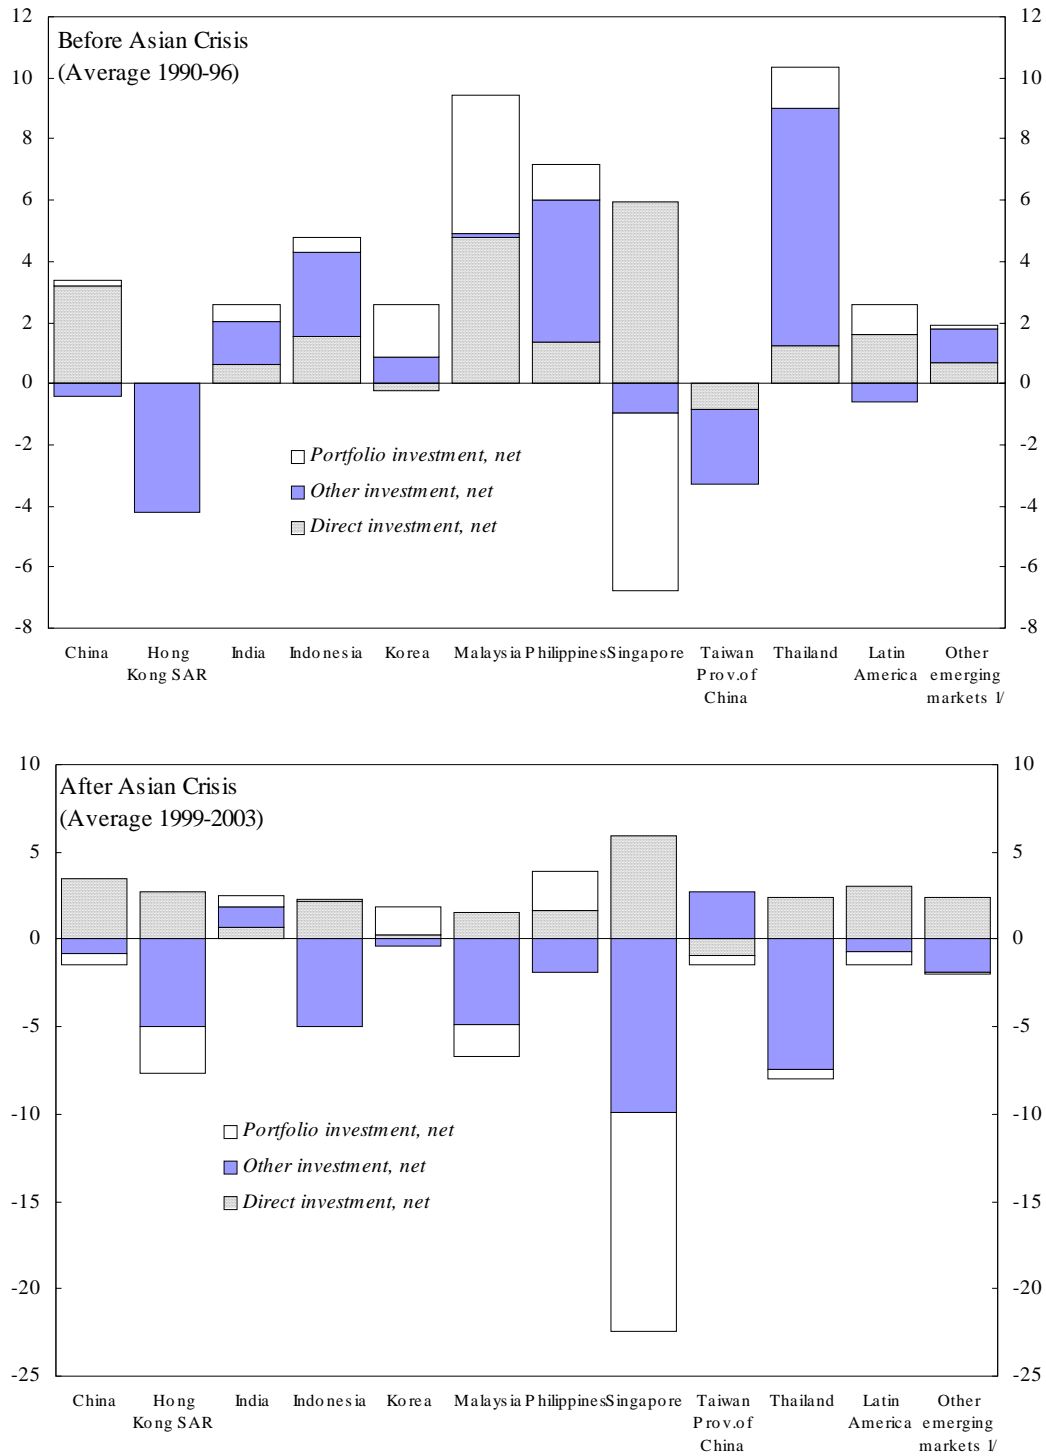 Before Asian Crisis
(Average 1990-96)
12 12
10 10
8 8
6 6
4 4
2 2
0 0
-2 -2
-4 -4
-6 -6
-8 -8
Portfolio investment, net
Other investment, net
Direct investment, net
China Hong India Indonesia Korea Malaysia Philippines Singapore Taiwan Thailand Latin Other
Kong SAR Prov.of America emerging
China markets 1/
After Asian Crisis
(Average 1999-2003)
10 10
5 5
0 0
-5 -5
-10 -10
-15 -15
-20 -20
-25 -25
Portfolio investment, net
Other investment, net
Direct investment, net
China Hong India Indonesia Korea Malaysia Philippines Singapore Taiwan Thailand Latin Other
Kong SAR Prov.of America emerging
China markets 1/